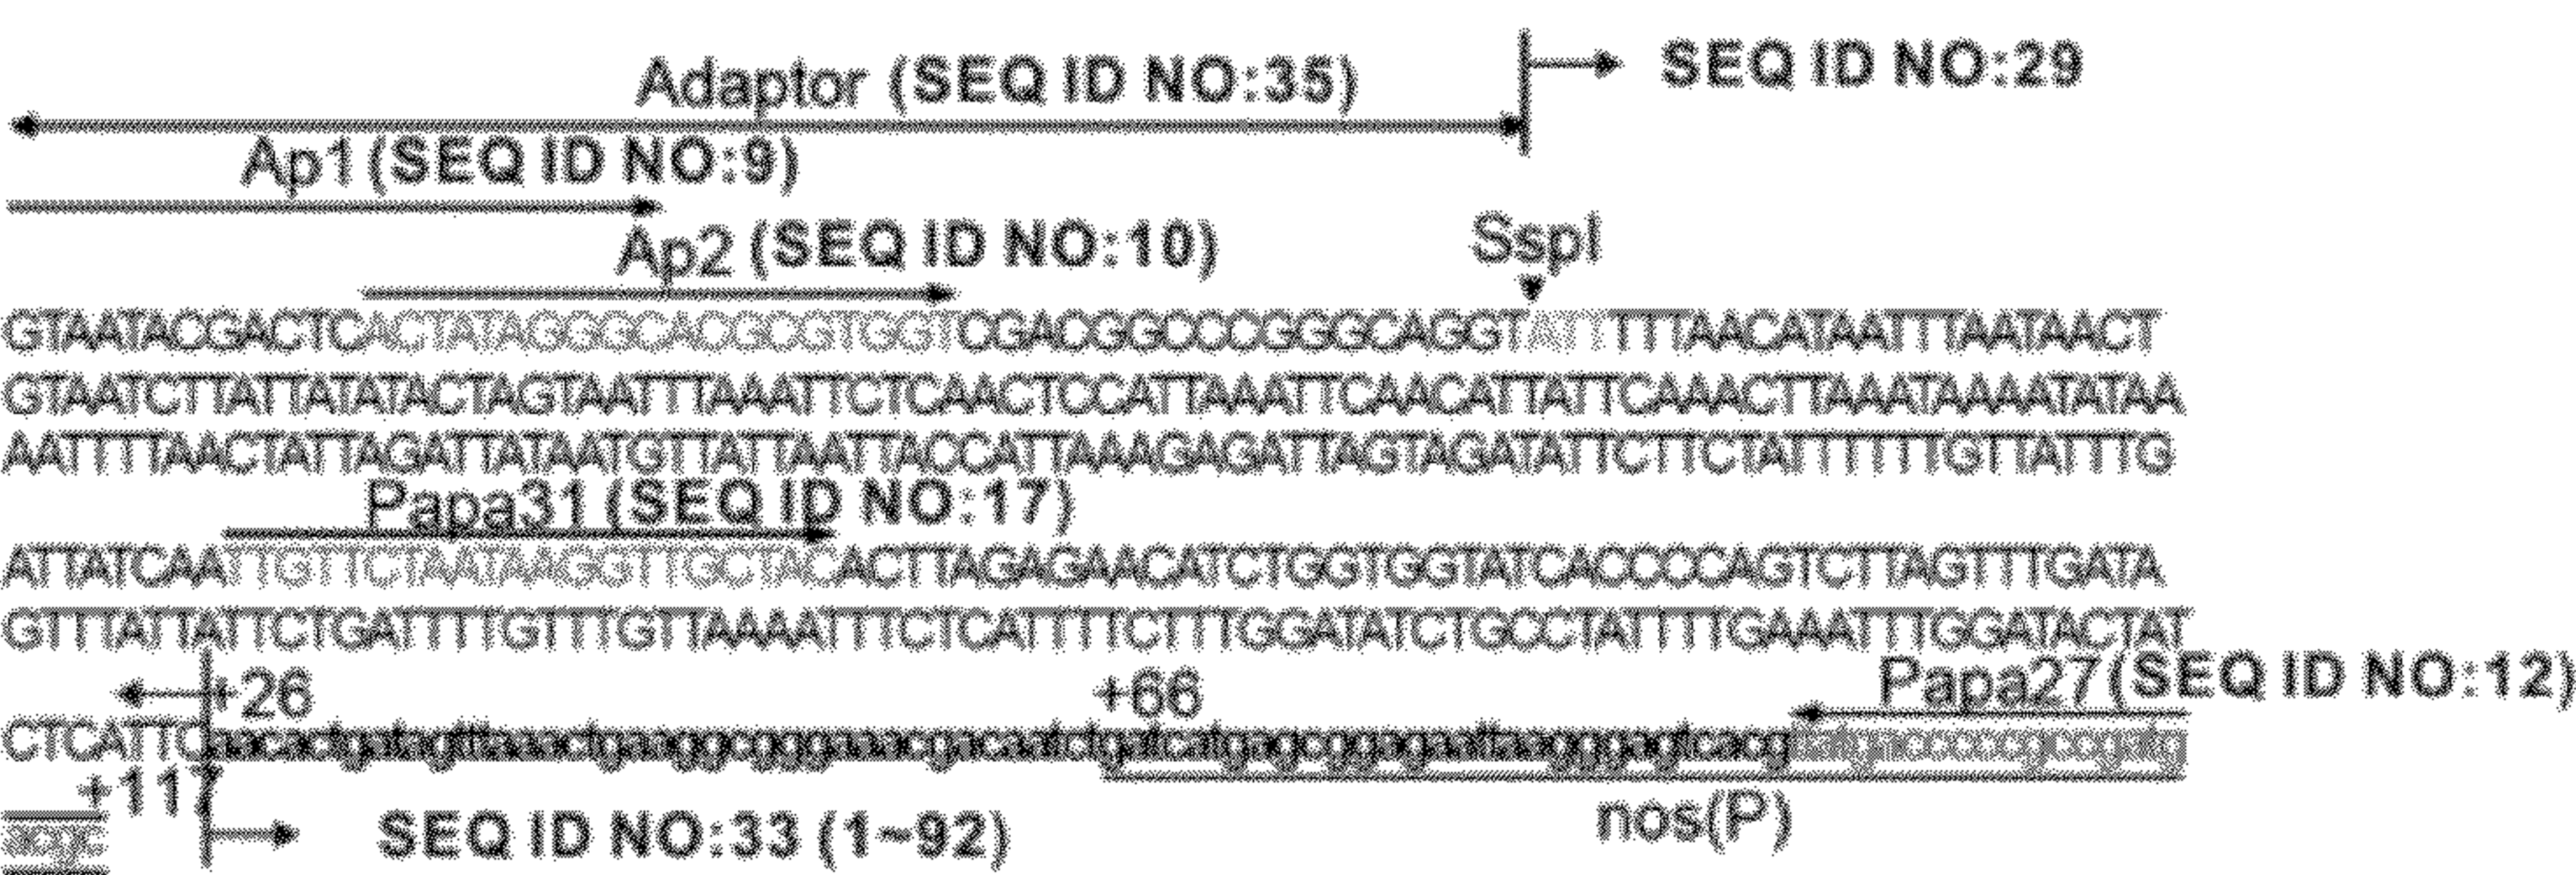 Adaptor (SEQ ID NO:35) SEQ ID NO:29
Ap1 (SEQ ID NO:9)
Ap2 (SEQ ID NO:10) SspI
GTAATACGACTCACTATAGGGCACGCGTGGTCGACGGCCCGGGCAGGTATTTTTAACATAATTTAATAACT
GTAATCTTATTATATACTAGTAATTTAAATTCTCAACTCCATTAAATTCAACATTATTCAAACTTAAATAAAATATAA
AATTTTAACTATTAGATTATAATGTTATTAATTACCATTAAAGAGATTAGTAGATATTCTTCTATTTTTTGTTATTTG
Papa31 (SEQ ID NO:17)
ATTATCAATTGTTCTAATAAGGTTGCTACACTTAGAGAACATCTGGTGGTATCACCCCAGTCTTAGTTTGATA
GTTTATTATTCTGATTTTGTTTGTTAAAATTTCTCATTTTCTTTGGATATCTGCCTATTTTGAAATTTGGATACTAT
+26 +66 Papa27 (SEQ ID NO:12)
CTCATTC
+117
nos(P)
SEQ ID NO:33 (1~92)